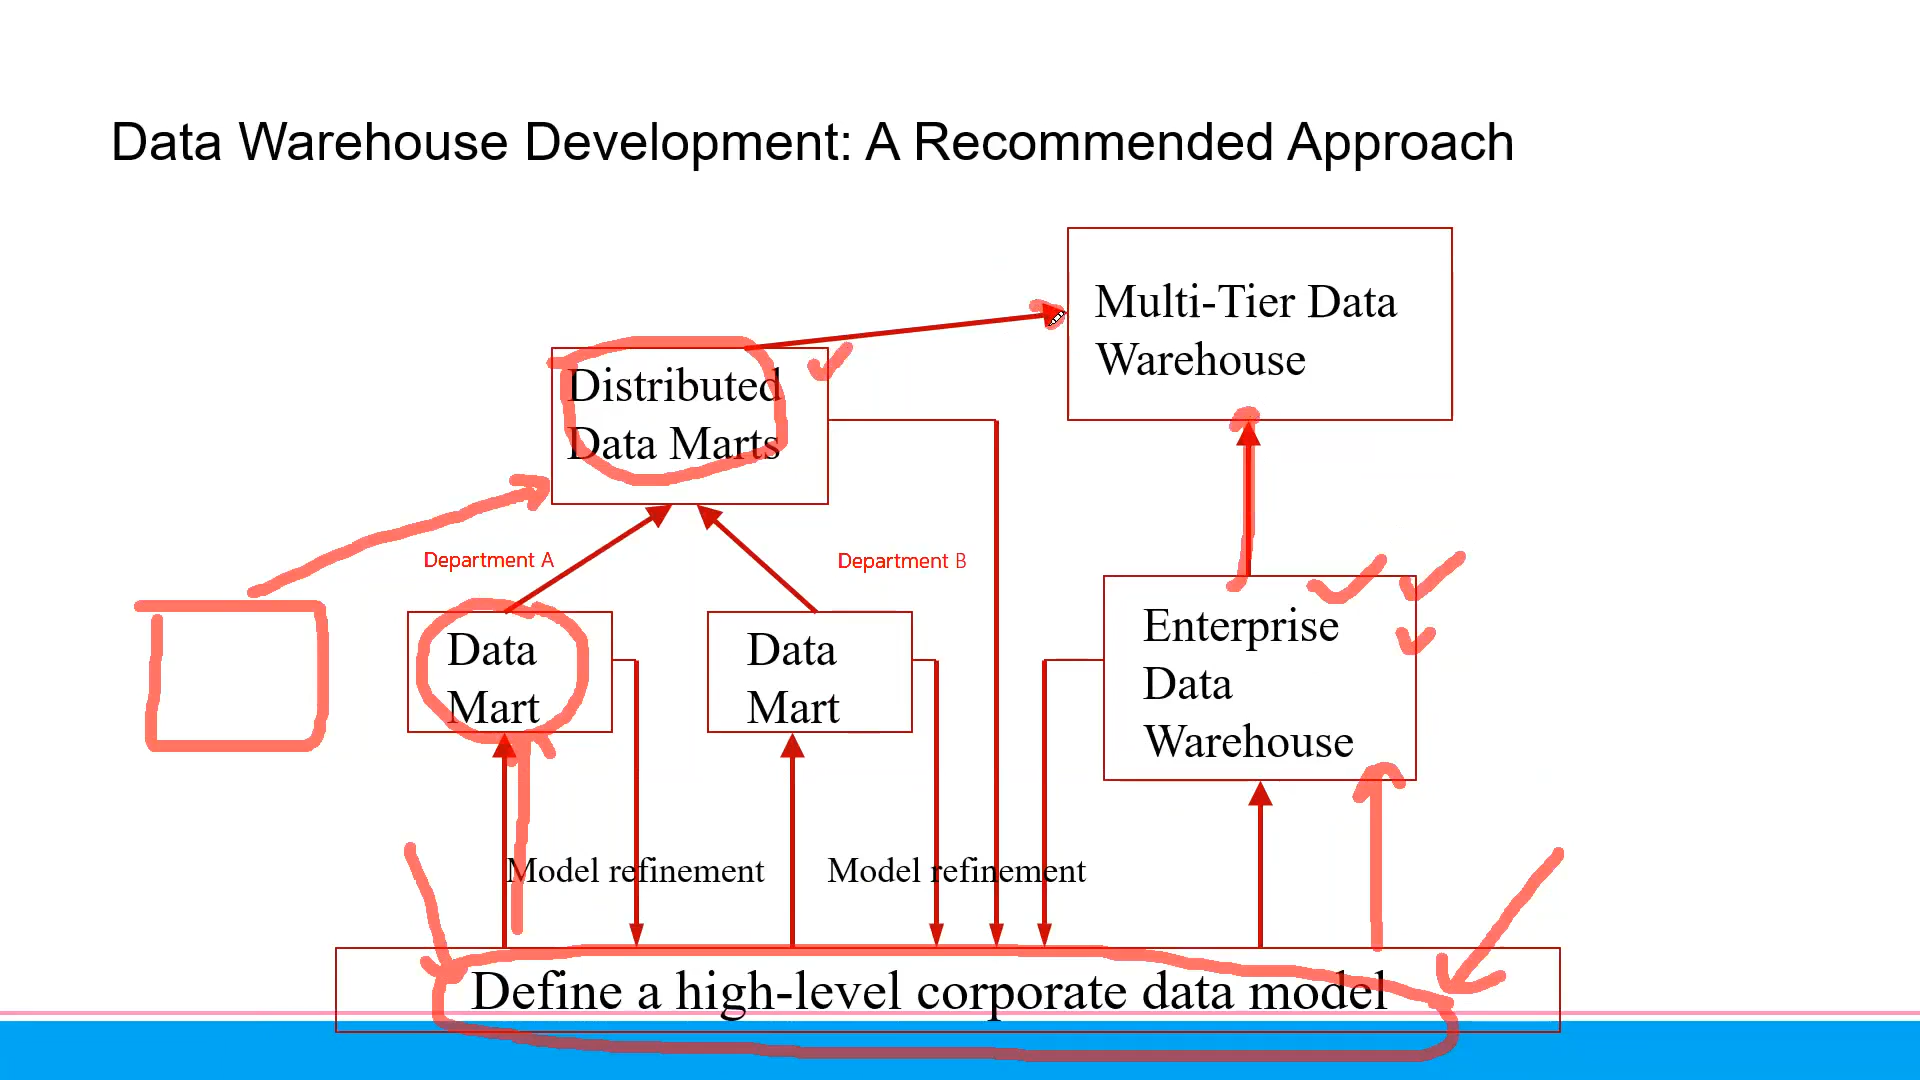 Data Warehouse Development: A Recommended Approach
Multi-Tier Data
Warehouse
Distributed
Data Marts
Department A
Department B
Data
Mart
Data
Mart
Enterprise
Data
Warehouse
Model refinement
Model refinement
Define a high-level corporate data model